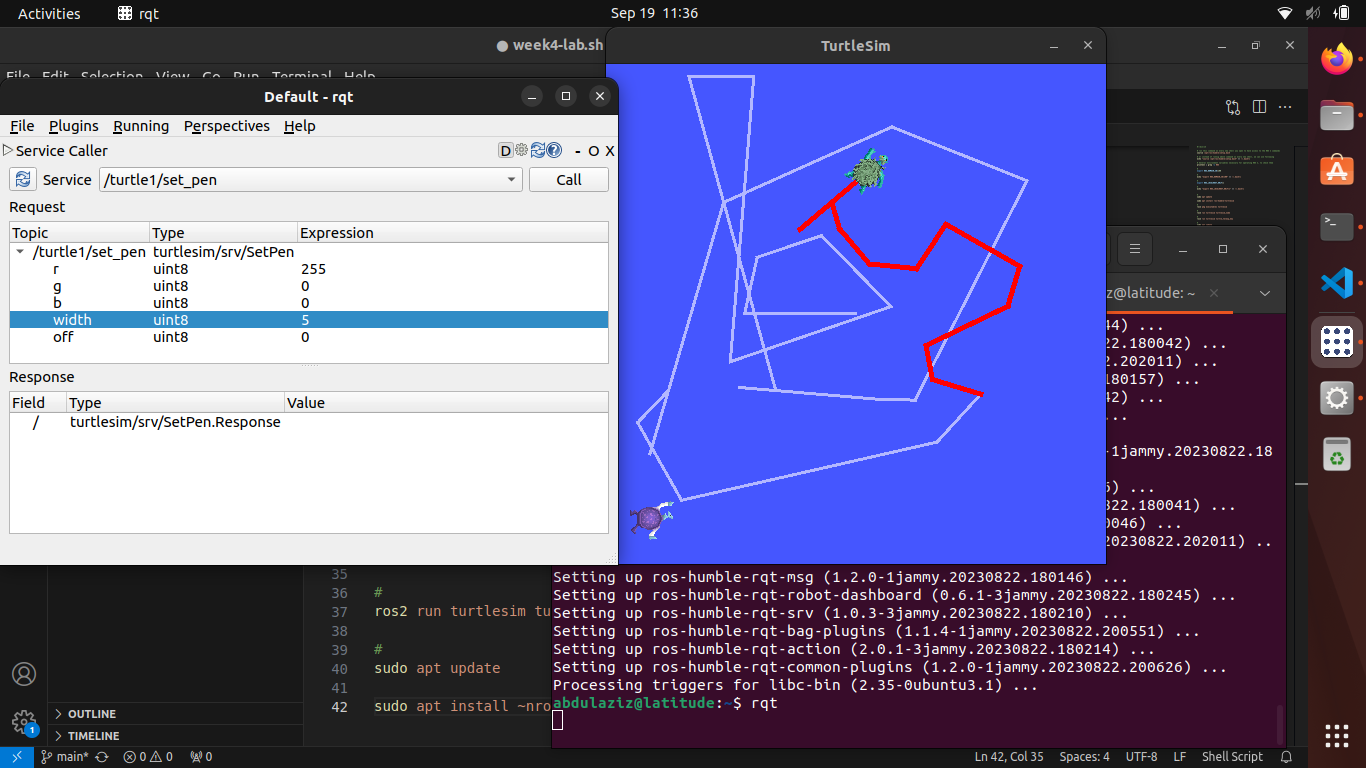 Activities
rqt
Sep 19 11:36
● week4-lab.sh
TurtleSim
File Edit Selection View Go Run Terminal Help
Default - rqt
File Plugins Running Perspectives Help
Service Caller
D
- O X
Service /turtle1/set_pen Call
Request
Topic Type Expression
/turtle1/set_pen turtlesim/srv/SetPen
r uint8 255
g uint8 0
b uint8 0
width uint8 5
off uint8 0
Response
Field Type Value
/ turtlesim/srv/SetPen.Response
z@latitude: ~
44) ...
22.180042) ...
2.202011) ...
180157) ...
42) ...
...
-1jammy.20230822.18
) ...
822.180041) ...
0046) ...
20230822.202011) ..
Setting up ros-humble-rqt-msg (1.2.0-1jammy.20230822.180146) ...
Setting up ros-humble-rqt-robot-dashboard (0.6.1-3jammy.20230822.180245) ...
Setting up ros-humble-rqt-srv (1.0.3-3jammy.20230822.180210) ...
Setting up ros-humble-rqt-bag-plugins (1.1.4-1jammy.20230822.200551) ...
Setting up ros-humble-rqt-action (2.0.1-3jammy.20230822.180214) ...
Setting up ros-humble-rqt-common-plugins (1.2.0-1jammy.20230822.200626) ...
Processing triggers for libc-bin (2.35-0ubuntu3.1) ...
abdulaziz@latitude:~$ rqt
35
36 #
37 ros2 run turtlesim tu
38
39 #
40 sudo apt update
41
42 sudo apt install ~nro
OUTLINE
TIMELINE
1
main* 0 0 0
Ln 42, Col 35 Spaces: 4 UTF-8 LF Shell Script